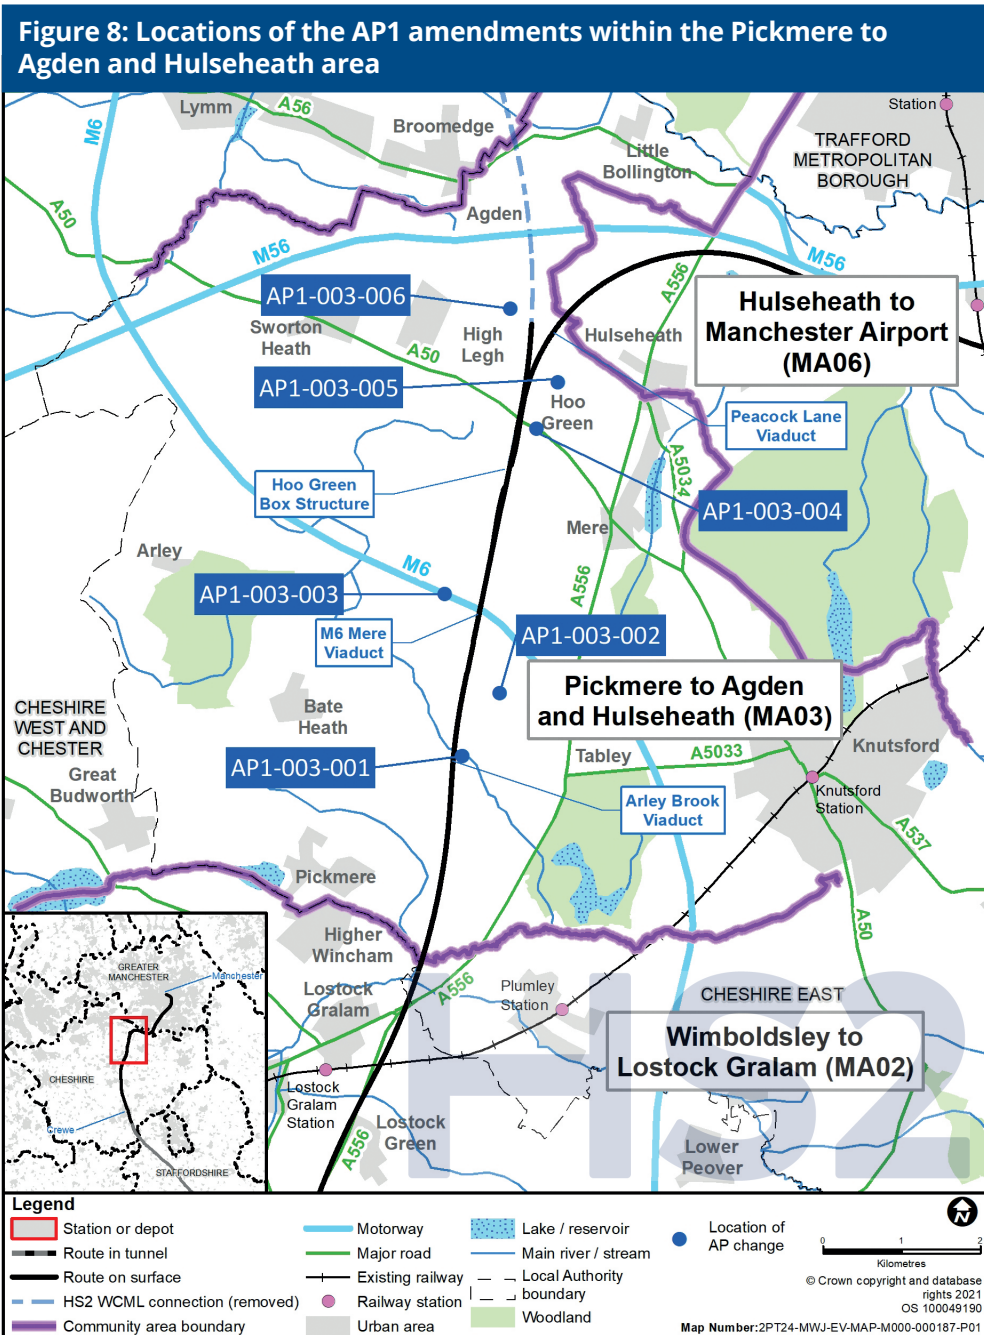 Figure 8: Locations of the AP1 amendments within the Pickmere to
Agden and Hulseheath area
Lymm
A56
M6
Broomedge
Station
TRAFFORD
METROPOLITAN
BOROUGH
Little
Bollington
A50
Agden
M56
M56
A556
AP1-003-006
Hulseheath to
Manchester Airport
(MA06)
Sworton
Heath
High
Legh
Hulseheath
A50
AP1-003-005
Hoo
Green
Peacock Lane
Viaduct
A5034
Hoo Green
Box Structure
AP1-003-004
Mere
Arley
M6
A556
AP1-003-003
M6 Mere
Viaduct
AP1-003-002
Pickmere to Agden
and Hulseheath (MA03)
CHESHIRE
WEST AND
CHESTER
Bate
Heath
Knutsford
Tabley
A5033
AP1-003-001
Great
Budworth
Knutsford
Station
Arley Brook
Viaduct
A537
Pickmere
A50
Higher
Wincham
A556
Lostock
Gralam
Plumley
Station
CHESHIRE EAST
HS2
Wimboldsley to
Lostock Gralam (MA02)
Lostock
Gralam
Station
Lostock
Green
A556
Lower
Peover
GREATER
MANCHESTER
Manchester
CHESHIRE
Crewe
STAFFORDSHIRE
Legend
Station or depot
Route in tunnel
Route on surface
HS2 WCML connection (removed)
Community area boundary
Motorway
Major road
Existing railway
Railway station
Urban area
Lake / reservoir
Main river / stream
Local Authority
boundary
Woodland
Location of
AP change
N
0 1 2
Kilometres
© Crown copyright and database
rights 2021
OS 100049190
Map Number:2PT24-MWJ-EV-MAP-M000-000187-P01